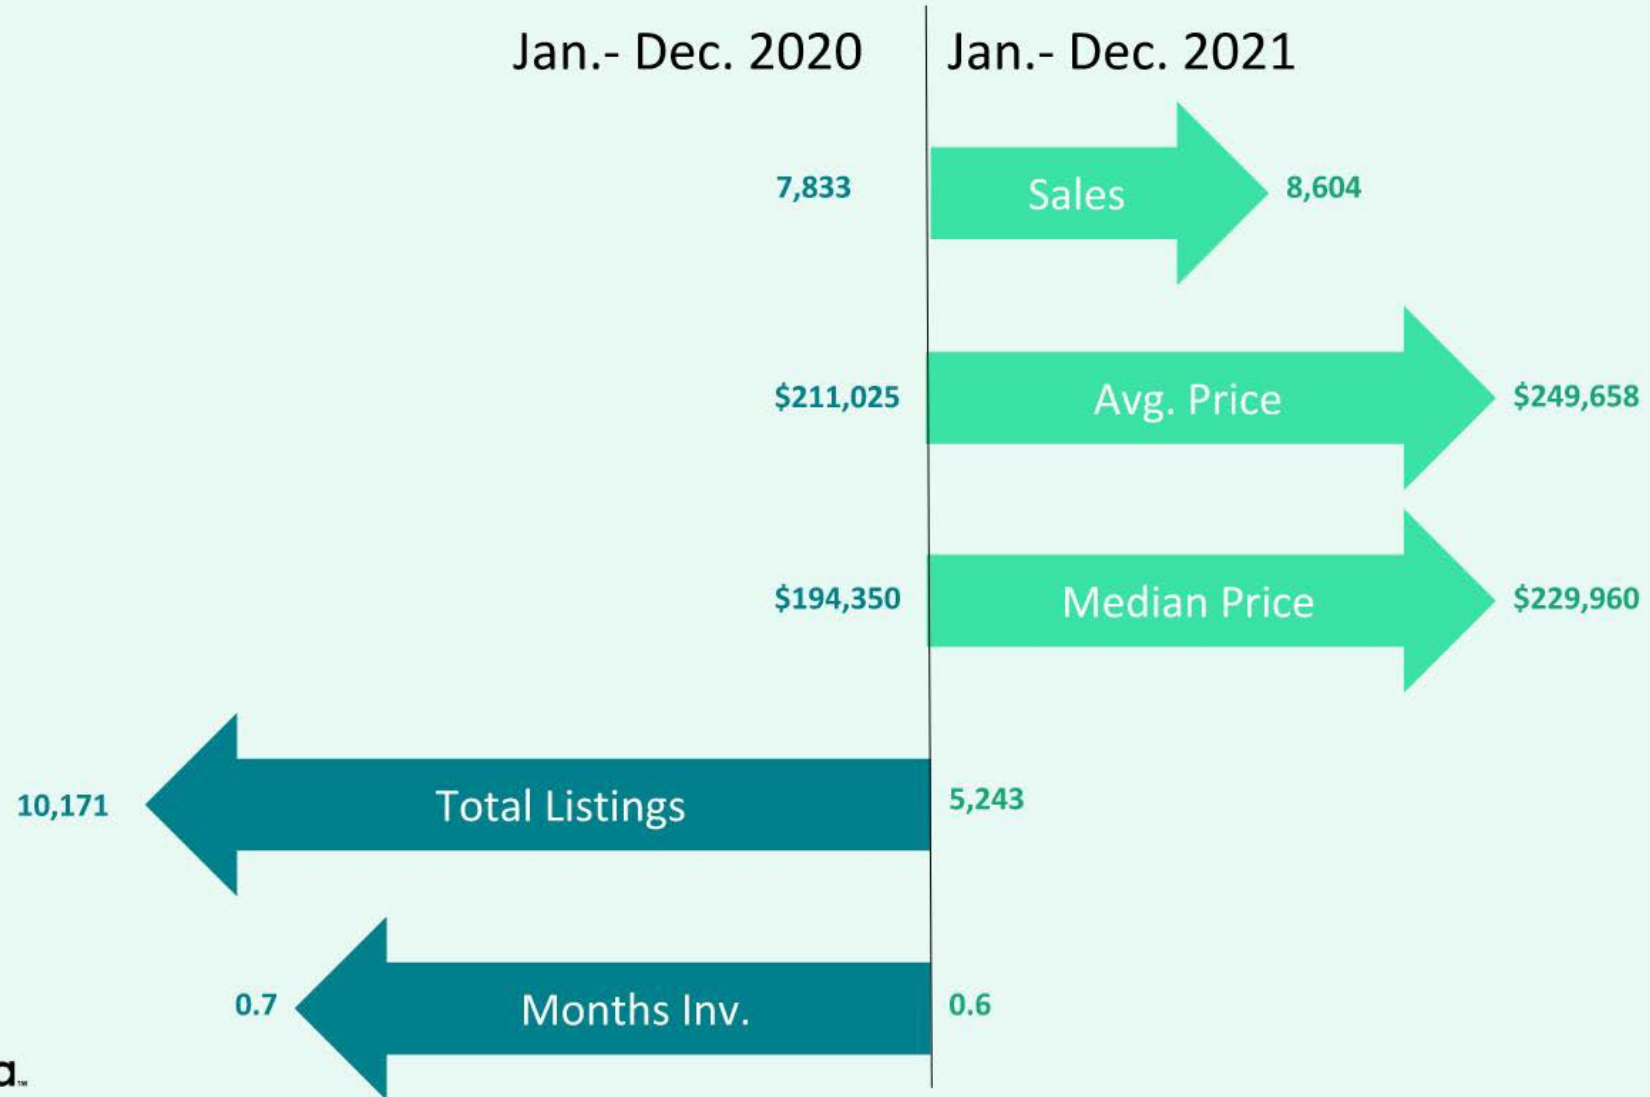 Jan.- Dec. 2020
Jan.- Dec. 2021
7,833
Sales
8,604
$211,025
Avg. Price
$249,658
$194,350
Median Price
$229,960
10,171
Total Listings
5,243
0.7
Months Inv.
0.6